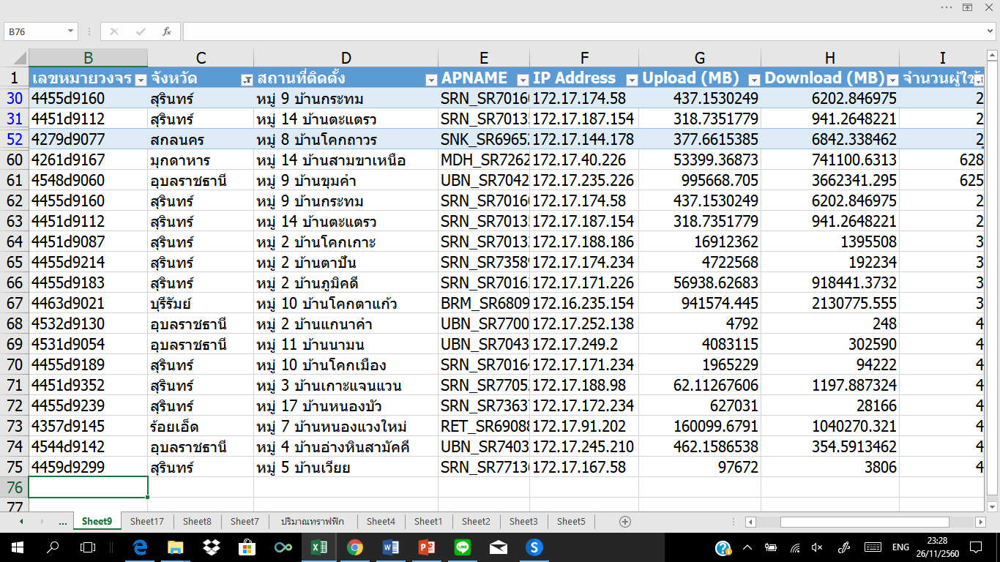 B76
fx
B C D E F G H I
1 เลขหมายวงจร จังหวัด สถานที่ติดตั้ง APNAME IP Address Upload (MB) Download (MB) จำนวนผู้ใช้
30 4455d9160 สุรินทร์ หมู่ 9 บ้านกระทม SRN_SR7016 172.17.174.58 437.1530249 6202.846975 2
31 4451d9112 สุรินทร์ หมู่ 14 บ้านตะแตรว SRN_SR7013 172.17.187.154 318.7351779 941.2648221 2
52 4279d9077 สกลนคร หมู่ 8 บ้านโคกถาวร SNK_SR6965 172.17.144.178 377.6615385 6842.338462 2
60 4261d9167 มุกดาหาร หมู่ 14 บ้านสามขาเหนือ MDH_SR7262 172.17.40.226 53399.36873 741100.6313 628
61 4548d9060 อุบลราชธานี หมู่ 9 บ้านขุมคำ UBN_SR7042 172.17.235.226 995668.705 3662341.295 625
62 4455d9160 สุรินทร์ หมู่ 9 บ้านกระทม SRN_SR7016 172.17.174.58 437.1530249 6202.846975 2
63 4451d9112 สุรินทร์ หมู่ 14 บ้านตะแตรว SRN_SR7013 172.17.187.154 318.7351779 941.2648221 2
64 4451d9087 สุรินทร์ หมู่ 2 บ้านโคกเกาะ SRN_SR7013 172.17.188.186 16912362 1395508 3
65 4455d9214 สุรินทร์ หมู่ 2 บ้านตาปัน SRN_SR7358 172.17.174.234 4722568 192234 3
66 4455d9183 สุรินทร์ หมู่ 2 บ้านภูมิคดี SRN_SR7016 172.17.171.226 56938.62683 918441.3732 3
67 4463d9021 บุรีรัมย์ หมู่ 10 บ้านโคกตาแก้ว BRM_SR6809 172.16.235.154 941574.445 2130775.555 3
68 4532d9130 อุบลราชธานี หมู่ 2 บ้านแกนาคำ UBN_SR7700 172.17.252.138 4792 248 4
69 4531d9054 อุบลราชธานี หมู่ 11 บ้านนามน UBN_SR7043 172.17.249.2 4083115 302590 4
70 4455d9189 สุรินทร์ หมู่ 10 บ้านโคกเมือง SRN_SR7016 172.17.171.234 1965229 94222 4
71 4451d9352 สุรินทร์ หมู่ 3 บ้านเกาะแจนแวน SRN_SR7705 172.17.188.98 62.11267606 1197.887324 4
72 4455d9239 สุรินทร์ หมู่ 17 บ้านหนองบัว SRN_SR7363 172.17.172.234 627031 28166 4
73 4357d9145 ร้อยเอ็ด หมู่ 7 บ้านหนองแวงใหม่ RET_SR6908 172.17.91.202 160099.6791 1040270.321 4
74 4544d9142 อุบลราชธานี หมู่ 4 บ้านอ่างหินสามัคคี UBN_SR7403 172.17.245.210 462.1586538 354.5913462 4
75 4459d9299 สุรินทร์ หมู่ 5 บ้านเวียย SRN_SR7713 172.17.167.58 97672 3806 4
76
77
... Sheet9 Sheet17 Sheet8 Sheet7 ปริมาณทราฟฟิก Sheet4 Sheet1 Sheet2 Sheet3 Sheet5
ENG 23:28
26/11/2560